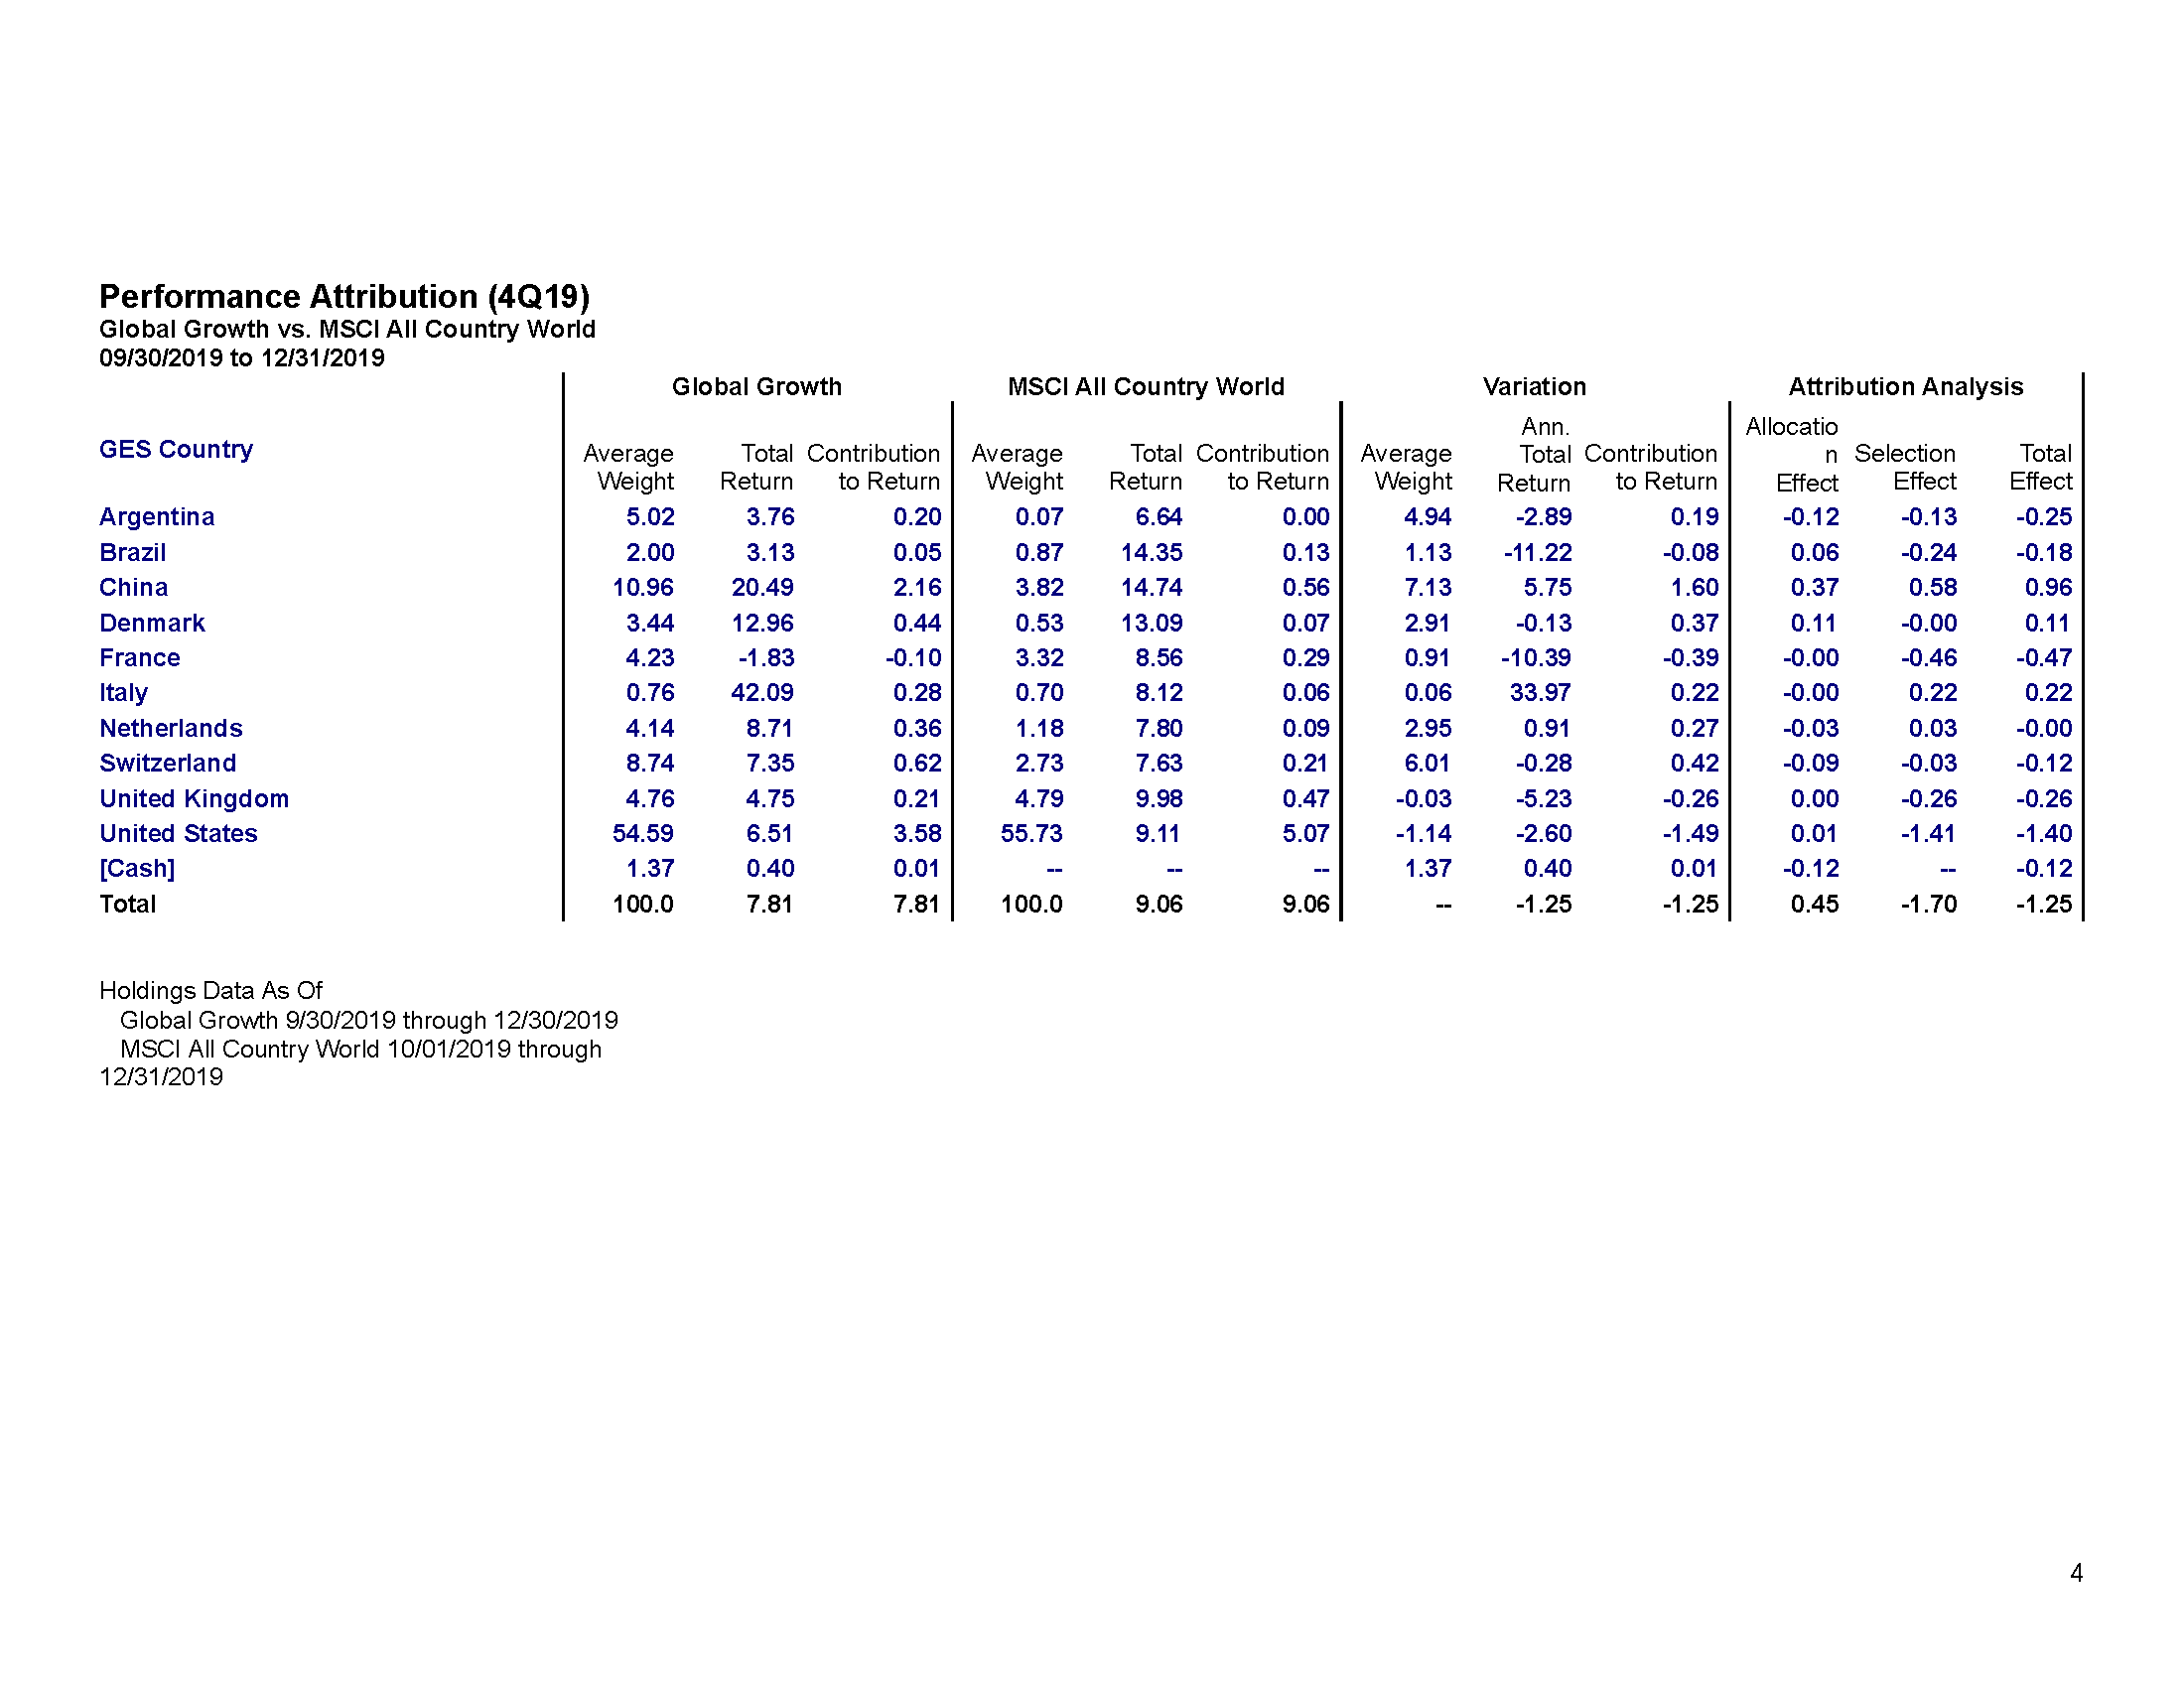 Performance Attribution (4Q19)
Global Growth vs. MSCI All Country World
09/30/2019 to 12/31/2019
Global Growth MSCI All Country World Variation Attribution Analysis
GES Country Average Weight Total Return Contribution to Return Average Weight Total Return Contribution to Return Average Weight Ann. Total Return Contribution to Return Allocatio n Effect Selection Effect Total Effect
Argentina 5.02 3.76 0.20 0.07 6.64 0.00 4.94 -2.89 0.19 -0.12 -0.13 -0.25
Brazil 2.00 3.13 0.05 0.87 14.35 0.13 1.13 -11.22 -0.08 0.06 -0.24 -0.18
China 10.96 20.49 2.16 3.82 14.74 0.56 7.13 5.75 1.60 0.37 0.58 0.96
Denmark 3.44 12.96 0.44 0.53 13.09 0.07 2.91 -0.13 0.37 0.11 -0.00 0.11
France 4.23 -1.83 -0.10 3.32 8.56 0.29 0.91 -10.39 -0.39 -0.00 -0.46 -0.47
Italy 0.76 42.09 0.28 0.70 8.12 0.06 0.06 33.97 0.22 -0.00 0.22 0.22
Netherlands 4.14 8.71 0.36 1.18 7.80 0.09 2.95 0.91 0.27 -0.03 0.03 -0.00
Switzerland 8.74 7.35 0.62 2.73 7.63 0.21 6.01 -0.28 0.42 -0.09 -0.03 -0.12
United Kingdom 4.76 4.75 0.21 4.79 9.98 0.47 -0.03 -5.23 -0.26 0.00 -0.26 -0.26
United States 54.59 6.51 3.58 55.73 9.11 5.07 -1.14 -2.60 -1.49 0.01 -1.41 -1.40
[Cash] 1.37 0.40 0.01 -- -- -- 1.37 0.40 0.01 -0.12 -- -0.12
Total 100.0 7.81 7.81 100.0 9.06 9.06 -- -1.25 -1.25 0.45 -1.70 -1.25
Holdings Data As Of
Global Growth 9/30/2019 through 12/30/2019
MSCI All Country World 10/01/2019 through
12/31/2019
4